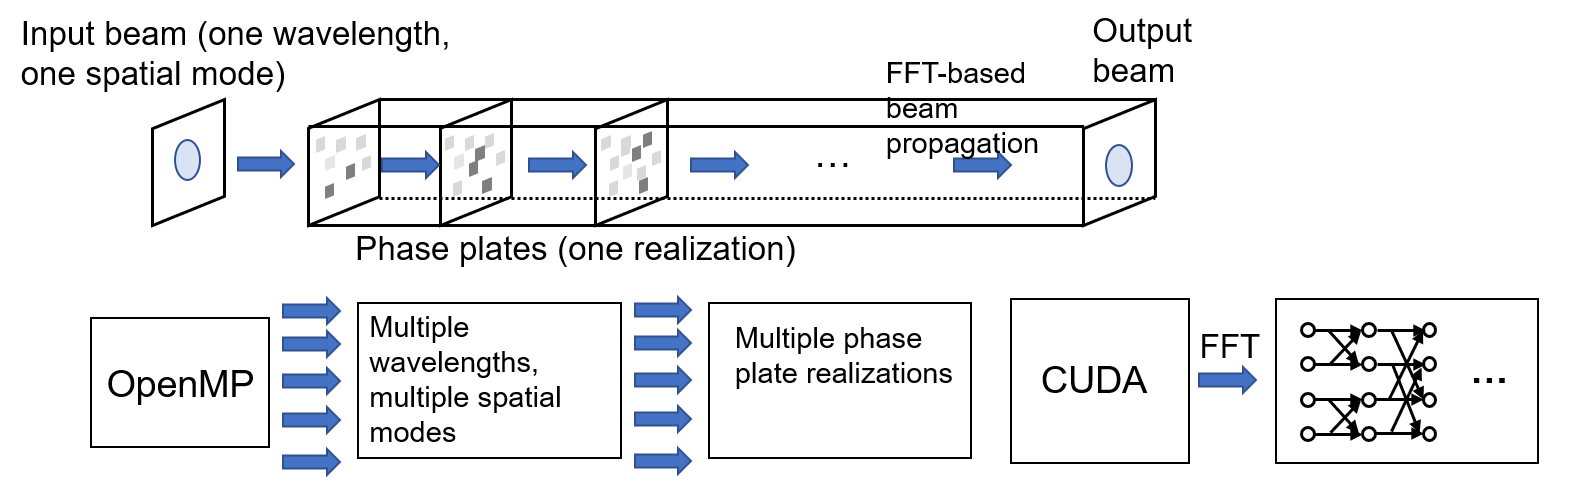 Input beam (one wavelength,
one spatial mode)
Output
beam
FFT-based
beam
propagation
...
Phase plates (one realization)
OpenMP
Multiple
wavelengths,
multiple spatial
modes
Multiple phase
plate realizations
CUDA
FFT
...